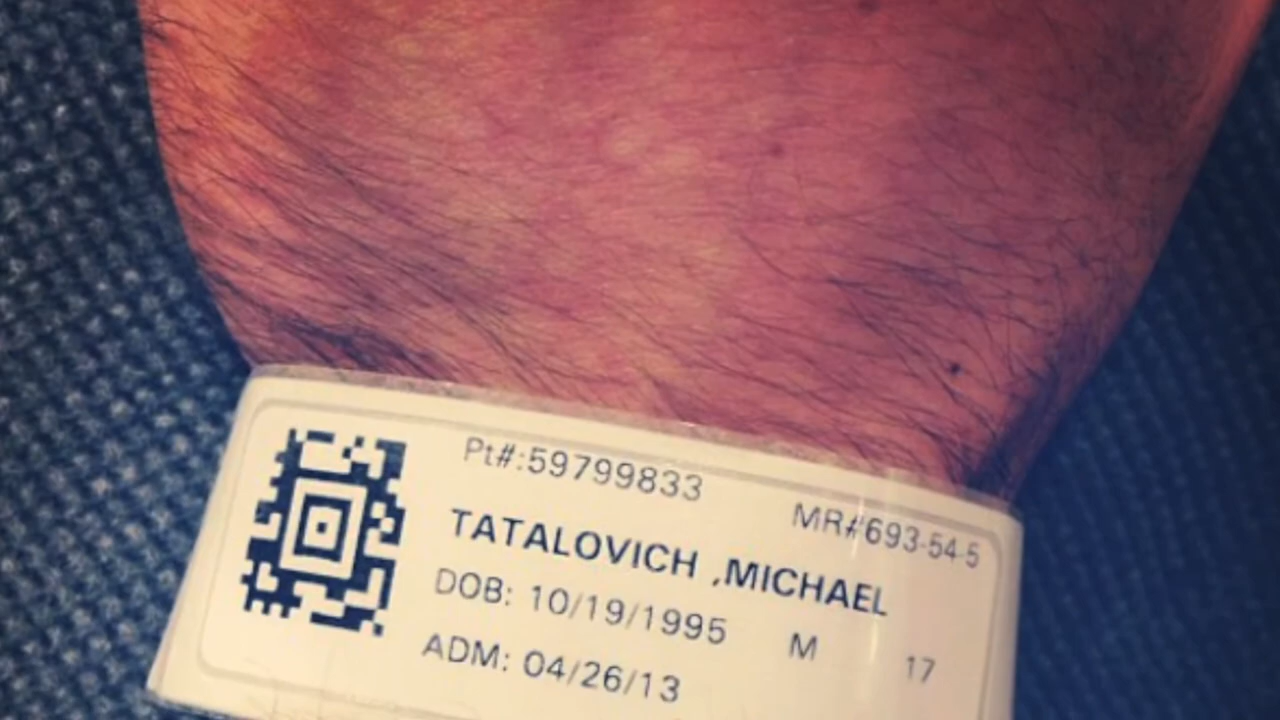 Pt#:59799833
MR#693-54-5
TATALOVICH ,MICHAEL
DOB: 10/19/1995 M 17
ADM: 04/26/13